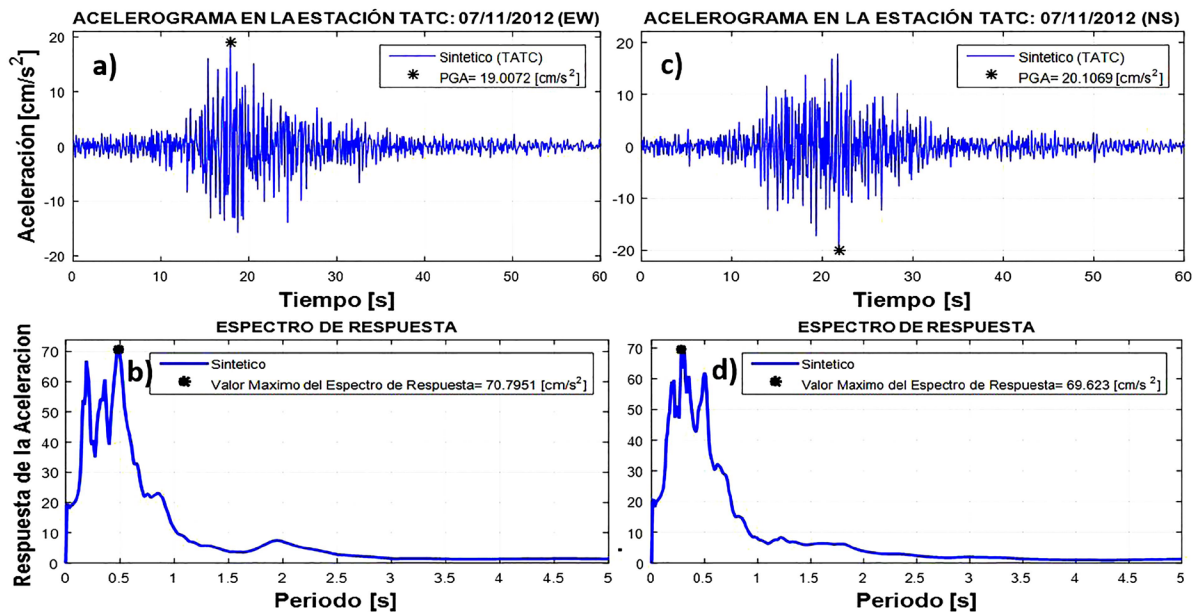 ACELEROGRAMA EN LA ESTACIÓN TATC: 07/11/2012 (EW)
a)
Sintetico (TATC)
PGA= 19.0072 [cm/s²]
Aceleración [cm/s²]
20
10
0
-10
-20
0 10 20 30 40 50 60
Tiempo [s]
ACELEROGRAMA EN LA ESTACIÓN TATC: 07/11/2012 (NS)
c)
Sintetico (TATC)
PGA= 20.1069 [cm/s²]
20
10
0
-10
-20
0 10 20 30 40 50 60
Tiempo [s]
ESPECTRO DE RESPUESTA
b)
Sintetico
Valor Maximo del Espectro de Respuesta= 70.7951 [cm/s²]
Respuesta de la Aceleracion
70
60
50
40
30
20
10
0
0 0.5 1 1.5 2 2.5 3 3.5 4 4.5 5
Periodo [s]
ESPECTRO DE RESPUESTA
d)
Sintetico
Valor Maximo del Espectro de Respuesta= 69.623 [cm/s²]
70
60
50
40
30
20
10
0
0 0.5 1 1.5 2 2.5 3 3.5 4 4.5 5
Periodo [s]